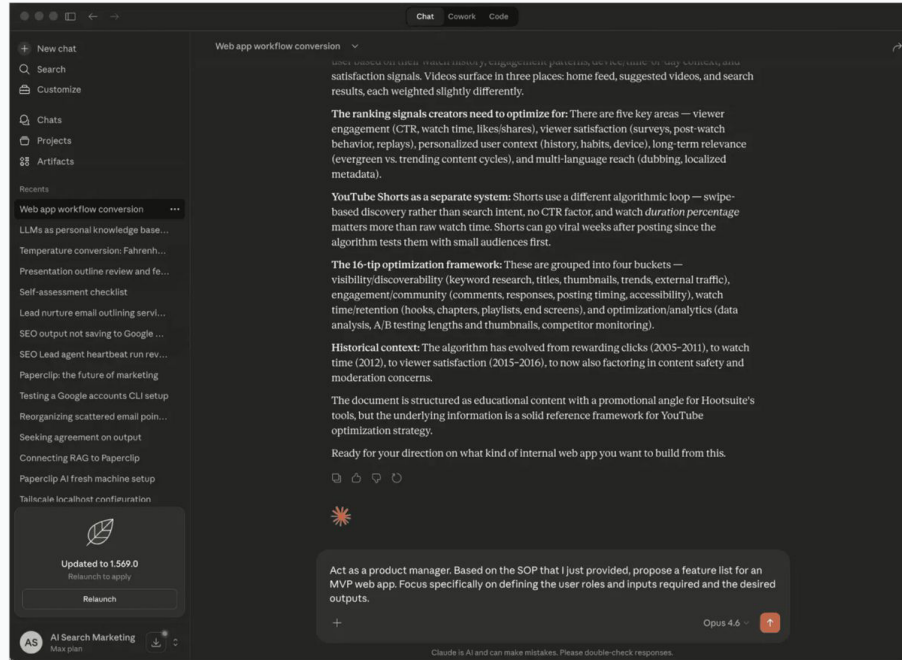 Chat Cowork Code
New chat
Search
Customize
Chats
Projects
Artifacts
Recents
Web app workflow conversion
LLMs as personal knowledge base...
Temperature conversion: Fahrenh...
Presentation outline review and fe...
Self-assessment checklist
Lead nurture email outlining servi...
SEO output not saving to Google ...
SEO Lead agent heartbeat run rev...
Paperclip: the future of marketing
Testing a Google accounts CLI setup
Reorganizing scattered email poin...
Seeking agreement on output
Connecting RAG to Paperclip
Paperclip AI fresh machine setup
Tailscale localhost configuration
Updated to 1.569.0
Relaunch to apply
Relaunch
AS
AI Search Marketing
Max plan
Web app workflow conversion
user based on their watch history, engagement patterns, device/time-of-day context, and
satisfaction signals. Videos surface in three places: home feed, suggested videos, and search
results, each weighted slightly differently.
The ranking signals creators need to optimize for: There are five key areas — viewer
engagement (CTR, watch time, likes/shares), viewer satisfaction (surveys, post-watch
behavior, replays), personalized user context (history, habits, device), long-term relevance
(evergreen vs. trending content cycles), and multi-language reach (dubbing, localized
metadata).
YouTube Shorts as a separate system: Shorts use a different algorithmic loop — swipe-
based discovery rather than search intent, no CTR factor, and watch duration percentage
matters more than raw watch time. Shorts can go viral weeks after posting since the
algorithm tests them with small audiences first.
The 16-tip optimization framework: These are grouped into four buckets —
visibility/discoverability (keyword research, titles, thumbnails, trends, external traffic),
engagement/community (comments, responses, posting timing, accessibility), watch
time/retention (hooks, chapters, playlists, end screens), and optimization/analytics (data
analysis, A/B testing lengths and thumbnails, competitor monitoring).
Historical context: The algorithm has evolved from rewarding clicks (2005–2011), to watch
time (2012), to viewer satisfaction (2015–2016), to now also factoring in content safety and
moderation concerns.
The document is structured as educational content with a promotional angle for Hootsuite's
tools, but the underlying information is a solid reference framework for YouTube
optimization strategy.
Ready for your direction on what kind of internal web app you want to build from this.
Act as a product manager. Based on the SOP that I just provided, propose a feature list for an
MVP web app. Focus specifically on defining the user roles and inputs required and the desired
outputs.
Opus 4.6
Claude is AI and can make mistakes. Please double-check responses.